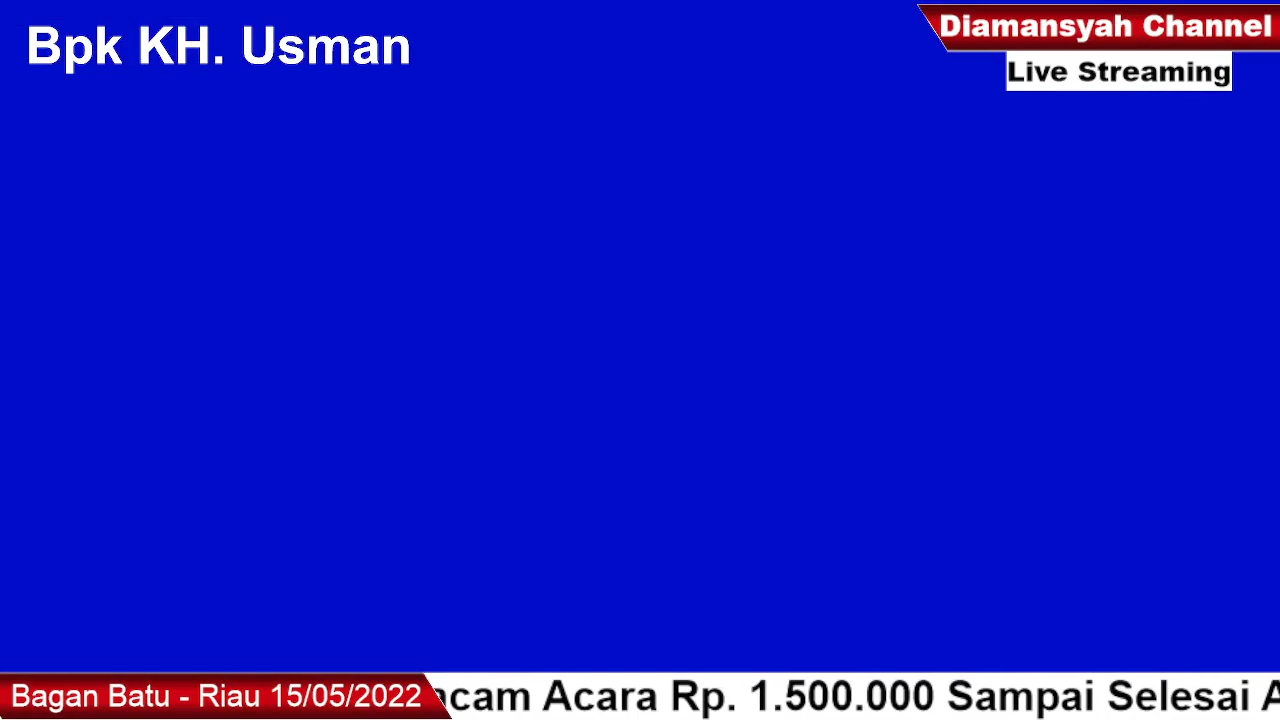 Bpk KH. Usman
Diamansyah Channel
Live Streaming
Bagan Batu - Riau 15/05/2022
Acara Rp. 1.500.000 Sampai Selesai